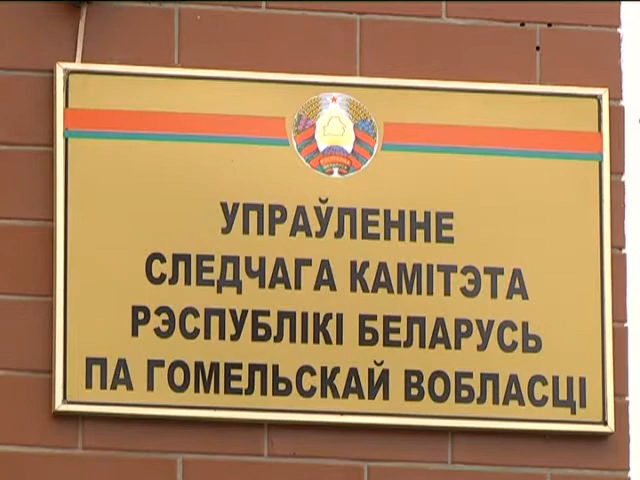 УПРАЎЛЕННЕ
СЛЕДЧАГА КАМІТЭТА
РЭСПУБЛІКІ БЕЛАРУСЬ
ПА ГОМЕЛЬСКАЙ ВОБЛАСЦІ